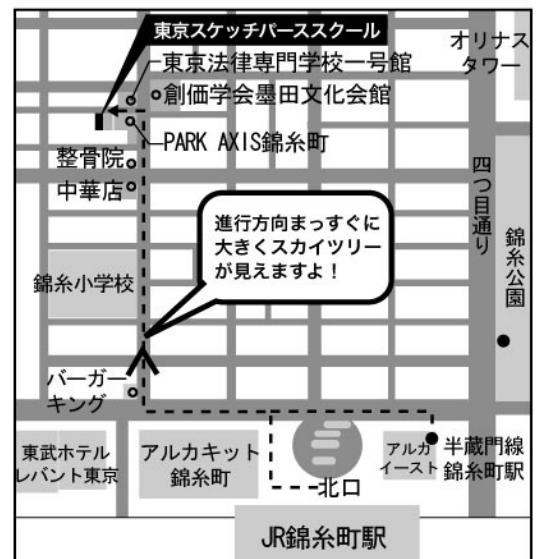 東京スケッチパーススクール
東京法律専門学校一号館
創価学会墨田文化会館
PARK AXIS錦糸町
整骨院
中華店
オリナス
タワー
四つ目通り
錦糸公園
進行方向まっすぐに
大きくスカイツリー
が見えますよ！
錦糸小学校
バーガー
キング
東武ホテル
レバント東京
アルカキット
錦糸町
北口
アルカ
イースト
半蔵門線
錦糸町駅
JR錦糸町駅